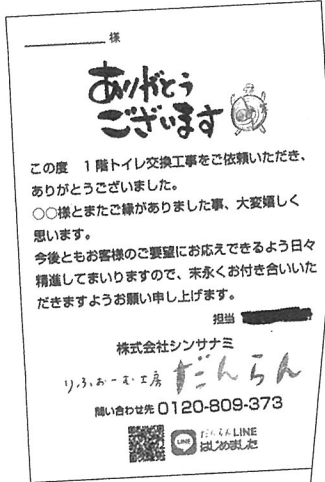 様
ありがとう
ございます
この度　１階トイレ交換工事をご依頼いただき、
ありがとうございました。
○○様とまたご縁がありました事、大変嬉しく
思います。
今後ともお客様のご要望にお応えできるよう日々
精進してまいりますので、末永くお付き合いいた
だきますようお願い申し上げます。
担当
株式会社シンサナミ
りふぉーむ工房 だんらん
問い合わせ先 0120-809-373
LINE
だんらんLINE
はじめました